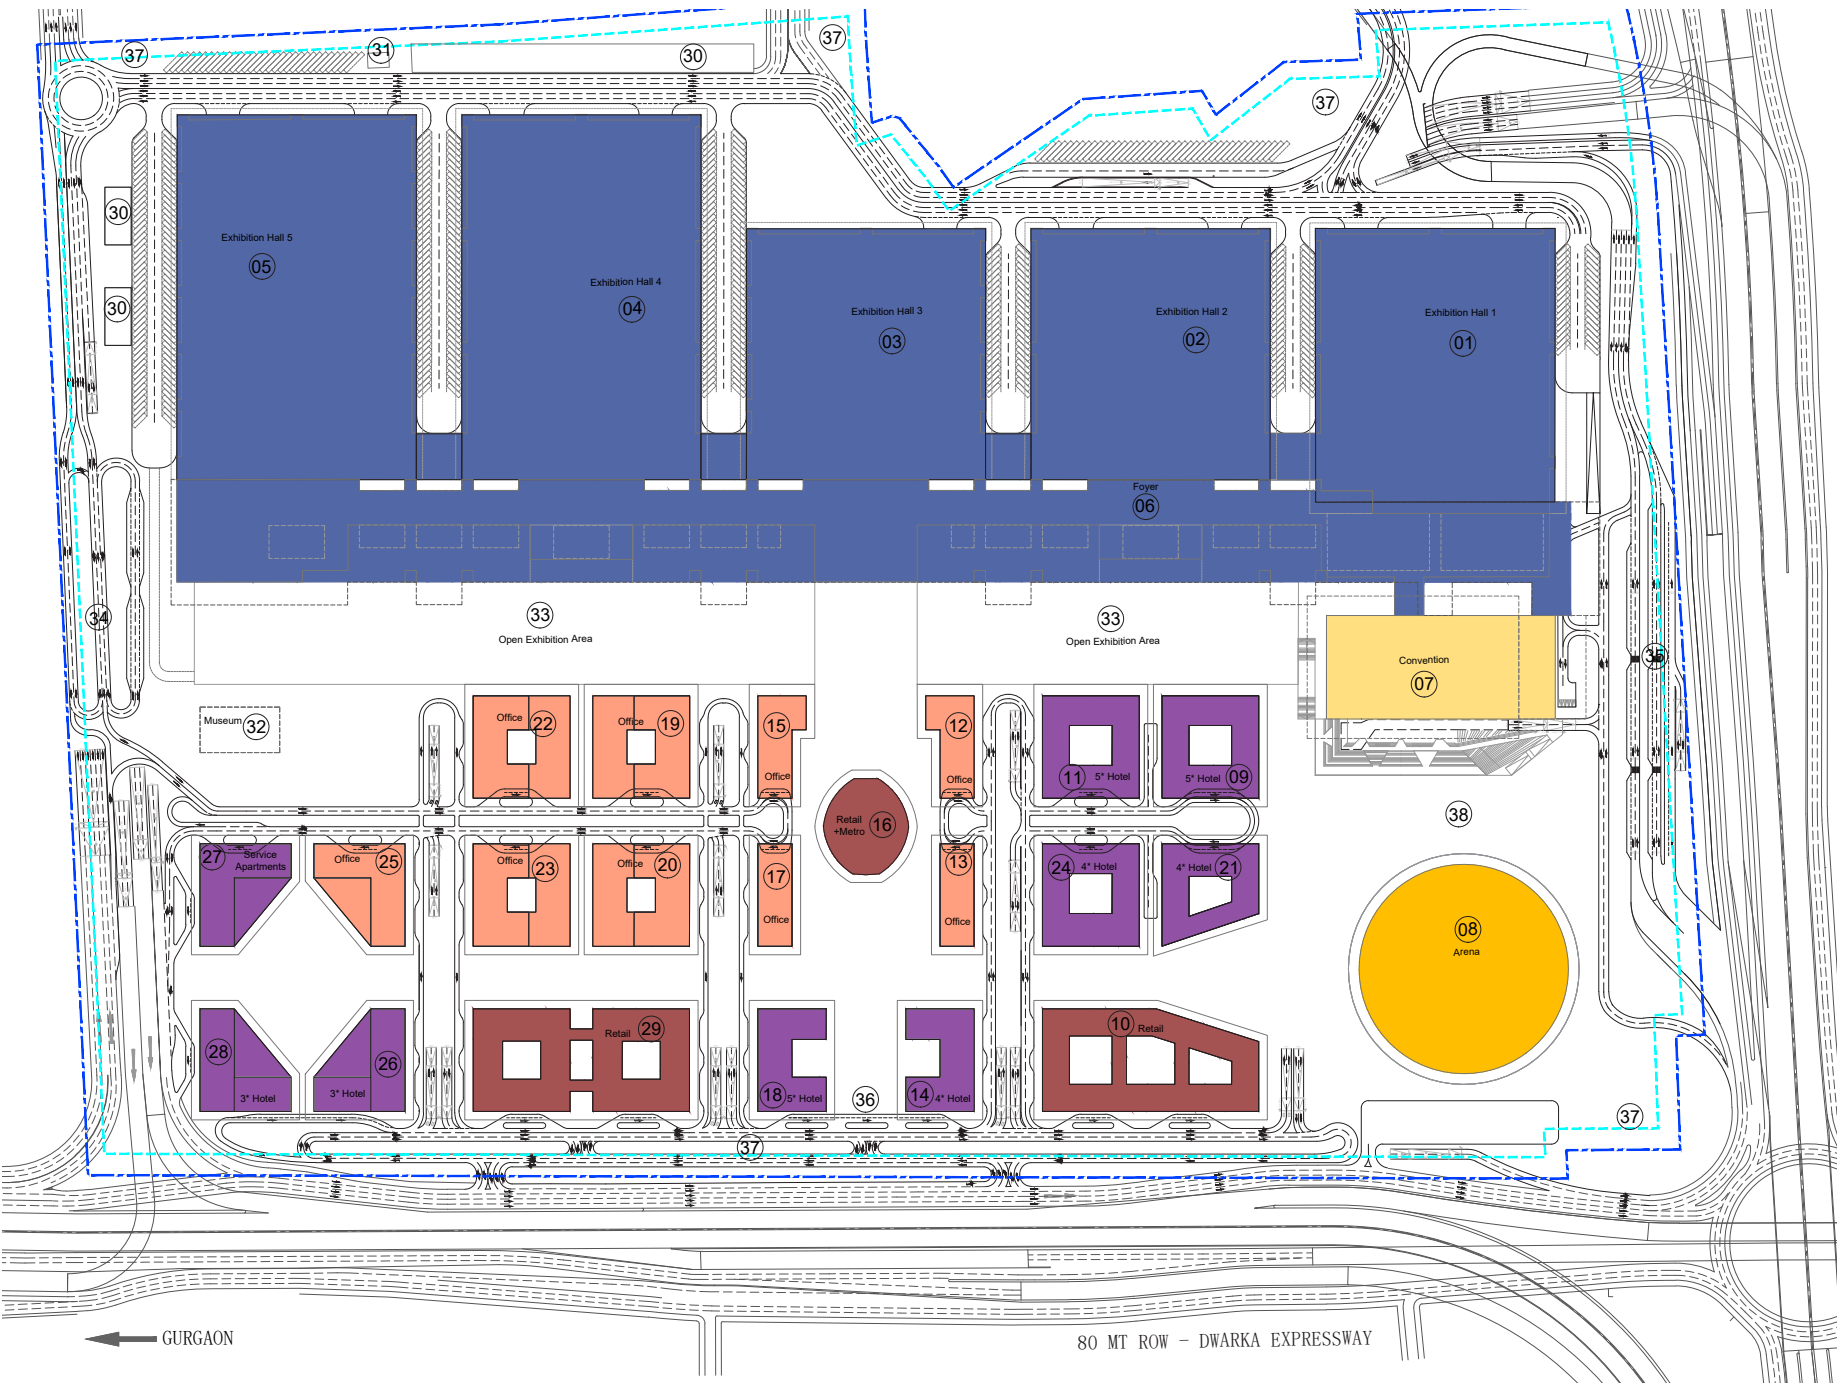 37
31
30
37
37
30
30
Exhibition Hall 5
05
Exhibition Hall 4
04
Exhibition Hall 3
03
Exhibition Hall 2
02
Exhibition Hall 1
01
Foyer
06
34
33
Open Exhibition Area
33
Open Exhibition Area
Convention
07
35
Museum 32
Office 22
Office 19
15
Office
12
Office
11 5* Hotel
5* Hotel 09
Retail
+Metro 16
38
27 Service
Apartments
Office 25
Office
23
Office 20
17
Office
13
Office
24 4* Hotel
4* Hotel 21
08
Arena
28
3* Hotel
26
3* Hotel
Retail 29
18 5* Hotel
36
14 4* Hotel
10 Retail
37
37
GURGAON
80 MT ROW - DWARKA EXPRESSWAY